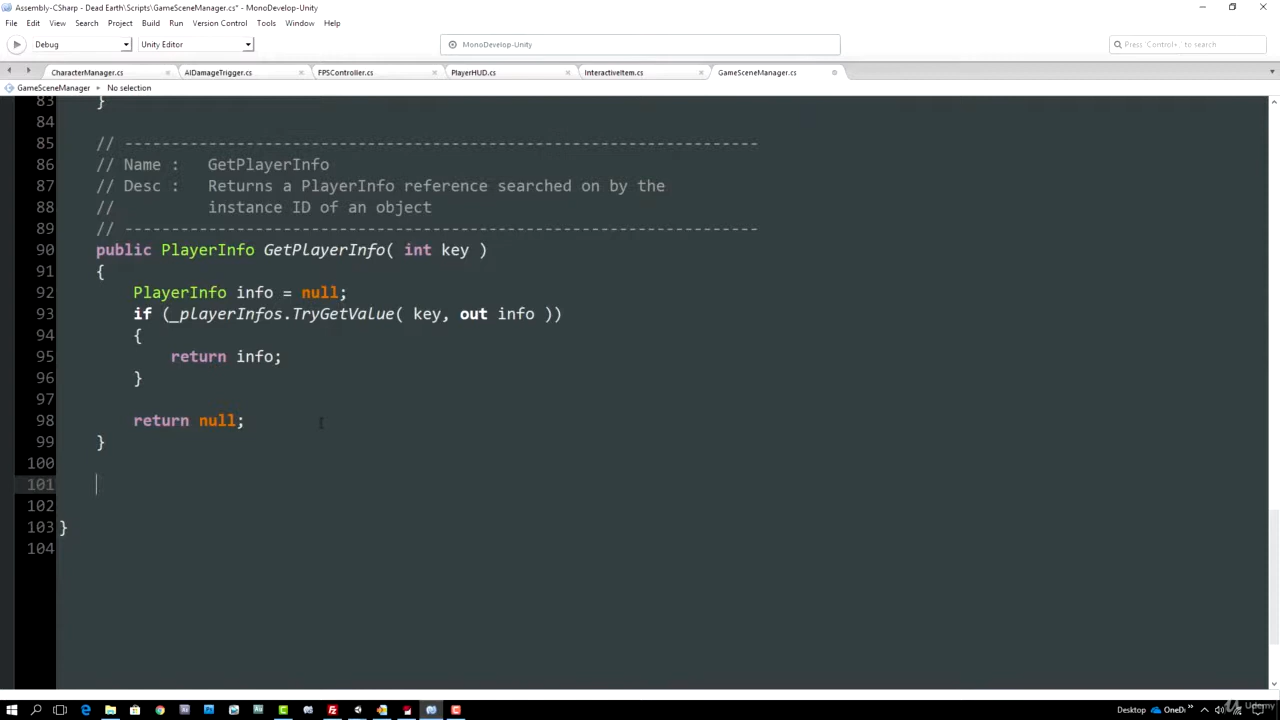 Assembly-CSharp - Dead Earth\Scripts\GameSceneManager.cs* - MonoDevelop-Unity
File Edit View Search Project Build Run Version Control Tools Window Help
Debug Unity Editor MonoDevelop-Unity Press 'Control+,' to search
CharacterManager.cs AIDamageTrigger.cs FPSController.cs PlayerHUD.cs InteractiveItem.cs GameSceneManager.cs
GameSceneManager No selection
83 }
84
85 // --------------------------------------------------------------------
86 // Name : GetPlayerInfo
87 // Desc : Returns a PlayerInfo reference searched on by the
88 // instance ID of an object
89 // --------------------------------------------------------------------
90 public PlayerInfo GetPlayerInfo( int key )
91 {
92 PlayerInfo info = null;
93 if (_playerInfos.TryGetValue( key, out info ))
94 {
95 return info;
96 }
97
98 return null;
99 }
100
101
102
103 }
104
Desktop OneDr
Udemy